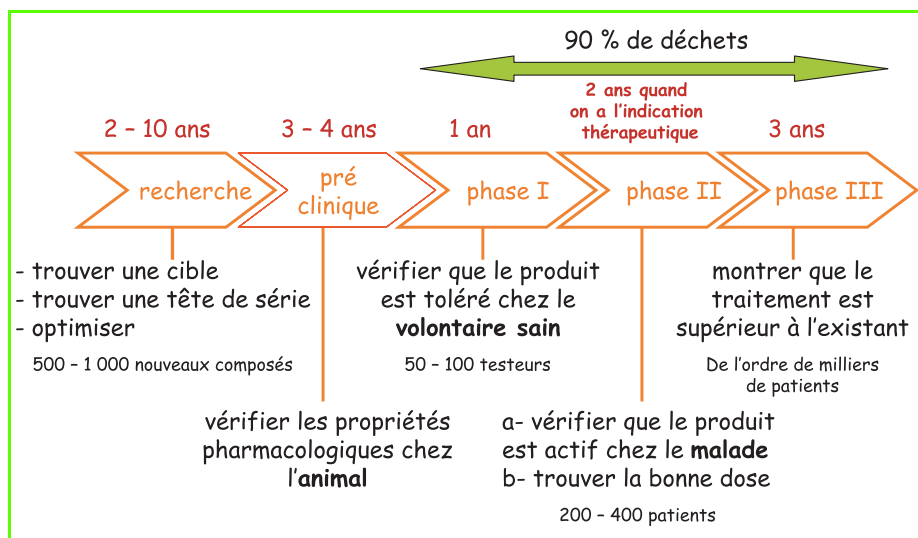 90 % de déchets
2 – 10 ans
3 – 4 ans
1 an
2 ans quand
on a l'indication
thérapeutique
3 ans
recherche
pré
clinique
phase I
phase II
phase III
- trouver une cible
- trouver une tête de série
- optimiser
500 – 1 000 nouveaux composés
vérifier les propriétés
pharmacologiques chez
l'animal
vérifier que le produit
est toléré chez le
volontaire sain
50 – 100 testeurs
a- vérifier que le produit
est actif chez le malade
b- trouver la bonne dose
200 – 400 patients
montrer que le
traitement est
supérieur à l'existant
De l'ordre de milliers
de patients